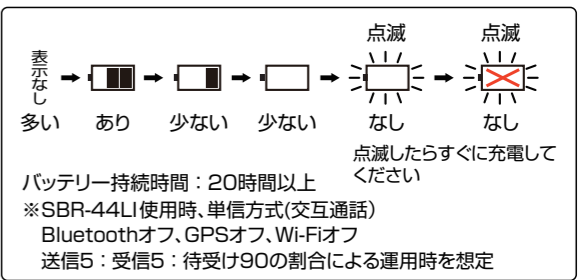 点滅 点滅
表示なし
多い あり 少ない 少ない なし なし
点滅したらすぐに充電して
ください
バッテリー持続時間：20時間以上
※SBR-44LI使用時、単信方式(交互通話)
Bluetoothオフ、GPSオフ、Wi-Fiオフ
送信5：受信5：待受け90の割合による運用時を想定